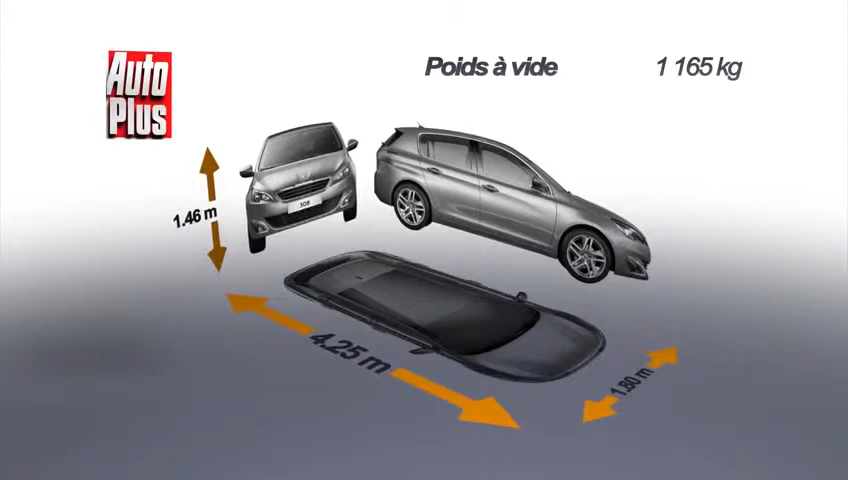 Auto
Plus
Poids à vide 1 165 kg
1.46 m
308
4.25 m
1.80 m